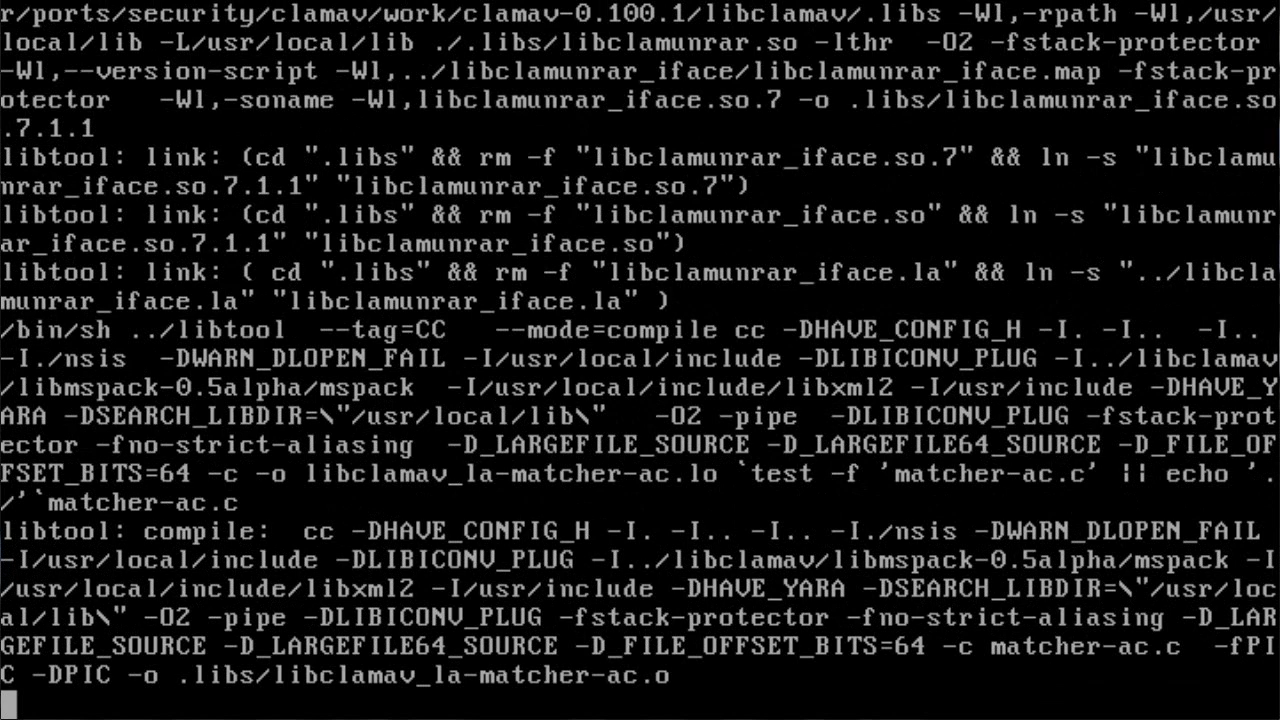 r/ports/security/clamav/work/clamav-0.100.1/libclamav/.libs -Wl,-rpath -Wl,/usr/
local/lib -L/usr/local/lib ./.libs/libclamunrar.so -lthr  -O2 -fstack-protector
-Wl,--version-script -Wl,../libclamunrar_iface/libclamunrar_iface.map -fstack-pr
otector   -Wl,-soname -Wl,libclamunrar_iface.so.7 -o .libs/libclamunrar_iface.so
.7.1.1
libtool: link: (cd ".libs" && rm -f "libclamunrar_iface.so.7" && ln -s "libclamu
nrar_iface.so.7.1.1" "libclamunrar_iface.so.7")
libtool: link: (cd ".libs" && rm -f "libclamunrar_iface.so" && ln -s "libclamunr
ar_iface.so.7.1.1" "libclamunrar_iface.so")
libtool: link: ( cd ".libs" && rm -f "libclamunrar_iface.la" && ln -s "../libcla
munrar_iface.la" "libclamunrar_iface.la" )
/bin/sh ../libtool  --tag=CC   --mode=compile cc -DHAVE_CONFIG_H -I. -I..  -I..
-I./nsis  -DWARN_DLOPEN_FAIL -I/usr/local/include -DLIBICONV_PLUG -I../libclamav
/libmspack-0.5alpha/mspack  -I/usr/local/include/libxml2 -I/usr/include -DHAVE_Y
ARA -DSEARCH_LIBDIR=\"/usr/local/lib\"   -O2 -pipe  -DLIBICONV_PLUG -fstack-prot
ector -fno-strict-aliasing  -D_LARGEFILE_SOURCE -D_LARGEFILE64_SOURCE -D_FILE_OF
FSET_BITS=64 -c -o libclamav_la-matcher-ac.lo `test -f 'matcher-ac.c' || echo '.
/'`matcher-ac.c
libtool: compile:  cc -DHAVE_CONFIG_H -I. -I.. -I.. -I./nsis -DWARN_DLOPEN_FAIL
-I/usr/local/include -DLIBICONV_PLUG -I../libclamav/libmspack-0.5alpha/mspack -I
/usr/local/include/libxml2 -I/usr/include -DHAVE_YARA -DSEARCH_LIBDIR=\"/usr/loc
al/lib\" -O2 -pipe -DLIBICONV_PLUG -fstack-protector -fno-strict-aliasing -D_LAR
GEFILE_SOURCE -D_LARGEFILE64_SOURCE -D_FILE_OFFSET_BITS=64 -c matcher-ac.c  -fPI
C -DPIC -o .libs/libclamav_la-matcher-ac.o